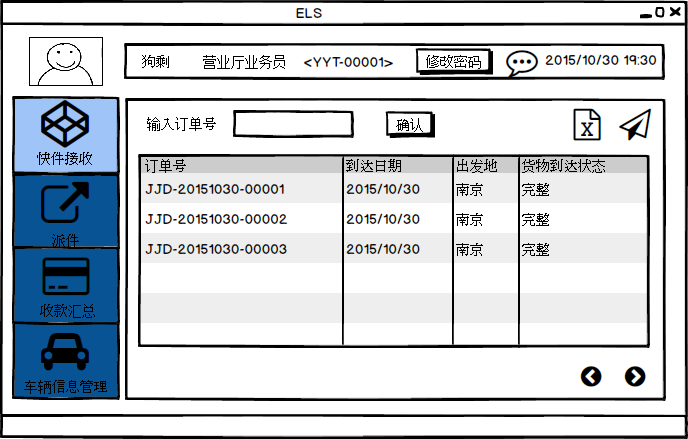 ELS
狗剩 营业厅业务员 <YYT-00001> 修改密码 2015/10/30 19:30
输入订单号 确认
快件接收
派件
收款汇总
车辆信息管理
订单号 到达日期 出发地 货物到达状态
JJD-20151030-00001 2015/10/30 南京 完整
JJD-20151030-00002 2015/10/30 南京 完整
JJD-20151030-00003 2015/10/30 南京 完整
X